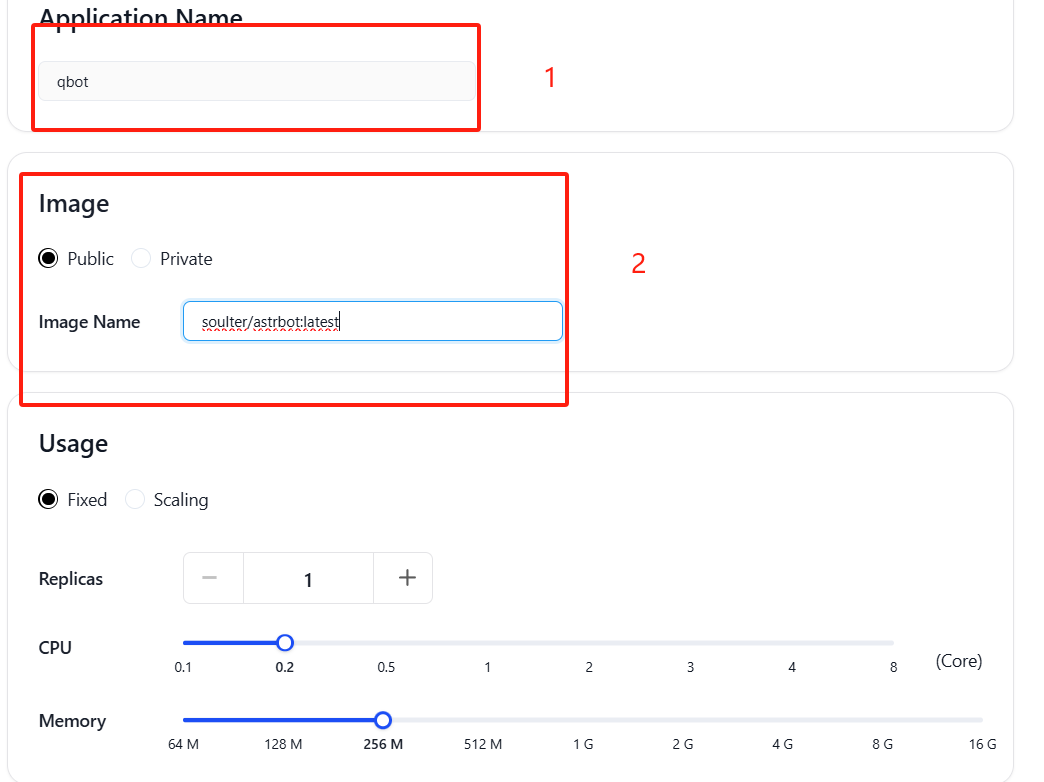 Application Name
qbot
1
Image
Public Private
2
Image Name soulter/astrbot:latest
Usage
Fixed Scaling
Replicas − 1 +
CPU
0.1 0.2 0.5 1 2 3 4 8 (Core)
Memory
64 M 128 M 256 M 512 M 1 G 2 G 4 G 8 G 16 G